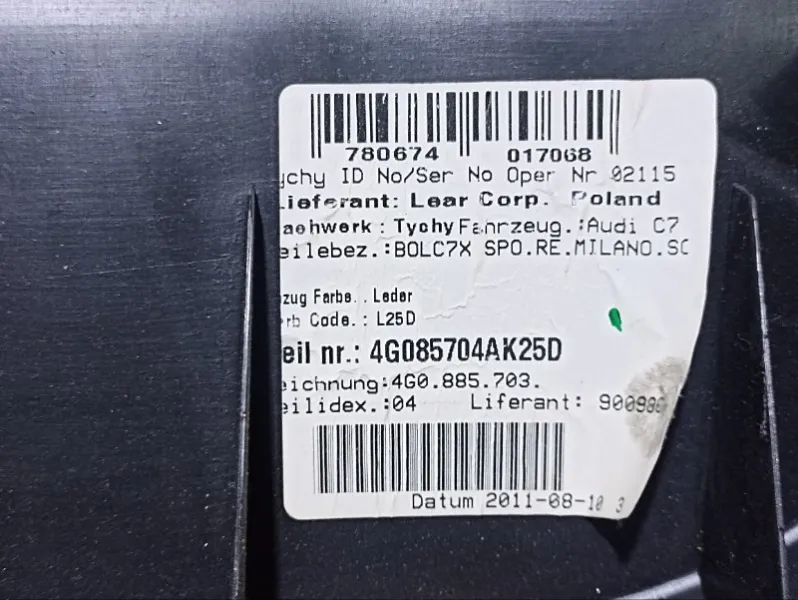 780674 017068
ychy ID No/Ser No Oper Nr 02115
Lieferant: Lear Corp. Poland
aehwerk : Tychy Fahrzeug.:Audi C7
eilebez.:BOLC7X SPO.RE.MILANO.SC
zug Farbe.. Leder
rb Code. : L25D
eil nr.: 4G085704AK25D
eichnung:4G0.885.703.
eilidex.:04 Liferant: 900980
Datum 2011-08-10 3